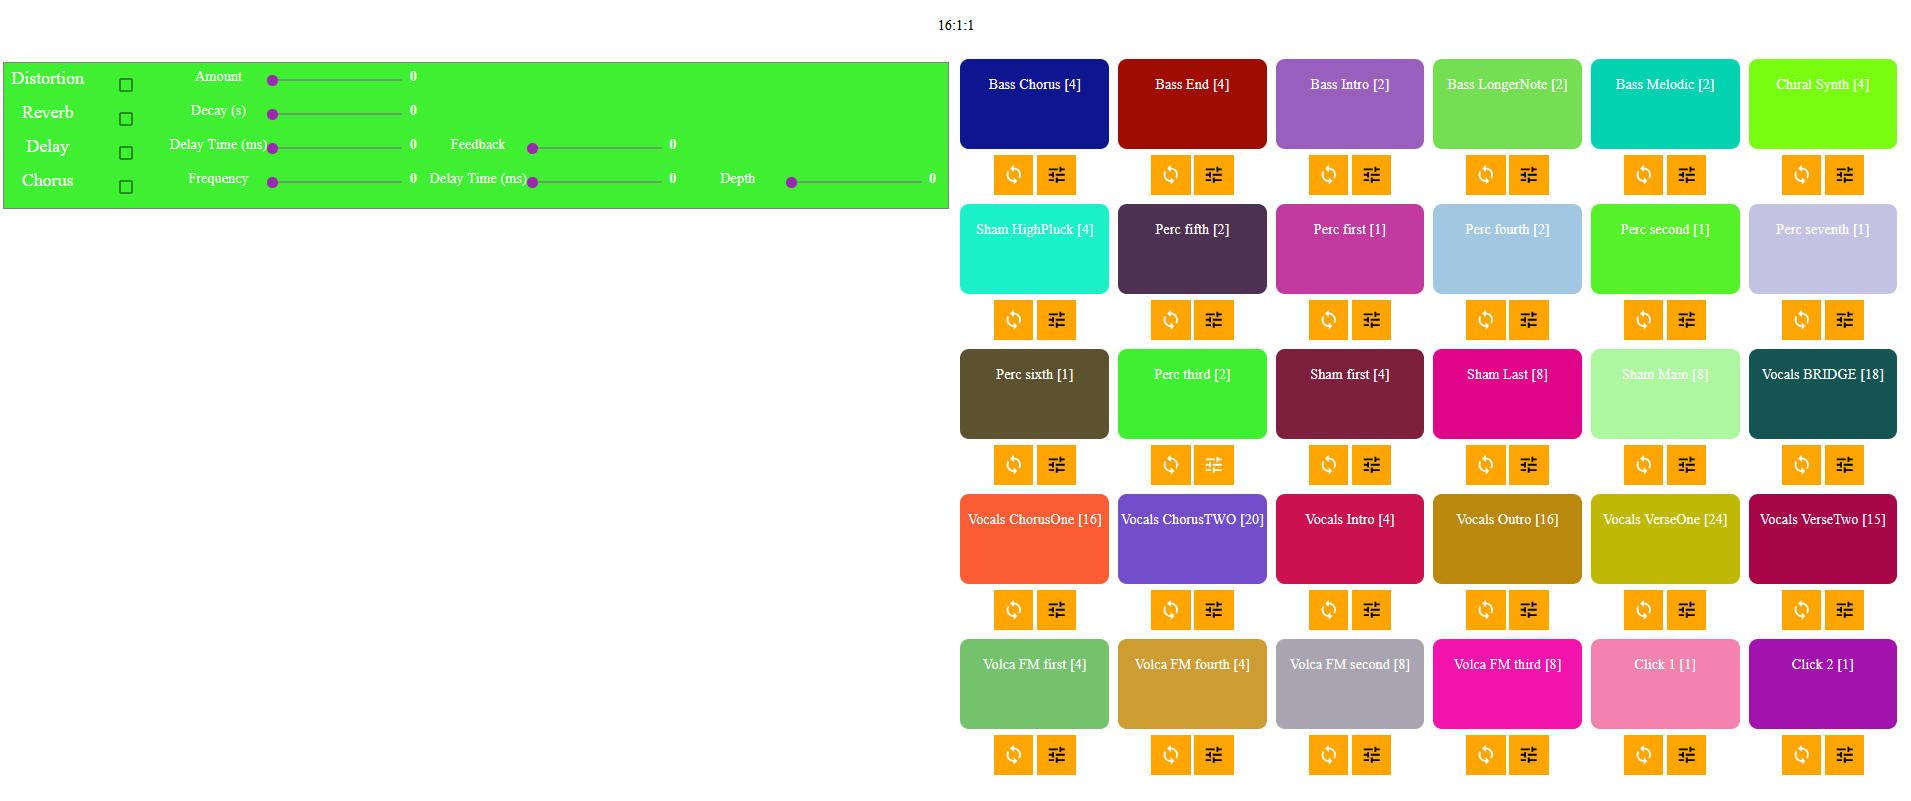 16:1:1
Distortion Amount 0
Reverb Decay (s) 0
Delay Delay Time (ms) 0 Feedback 0
Chorus Frequency 0 Delay Time (ms) 0 Depth 0
Bass Chorus [4] Bass End [4] Bass Intro [2] Bass LongerNote [2] Bass Melodic [2] Chiral Synth [4]
Sham HighPluck [4] Perc fifth [2] Perc first [1] Perc fourth [2] Perc second [1] Perc seventh [1]
Perc sixth [1] Perc third [2] Sham first [4] Sham Last [8] Sham Main [8] Vocals BRIDGE [18]
Vocals ChorusOne [16] Vocals ChorusTWO [20] Vocals Intro [4] Vocals Outro [16] Vocals VerseOne [24] Vocals VerseTwo [15]
Volca FM first [4] Volca FM fourth [4] Volca FM second [8] Volca FM third [8] Click 1 [1] Click 2 [1]